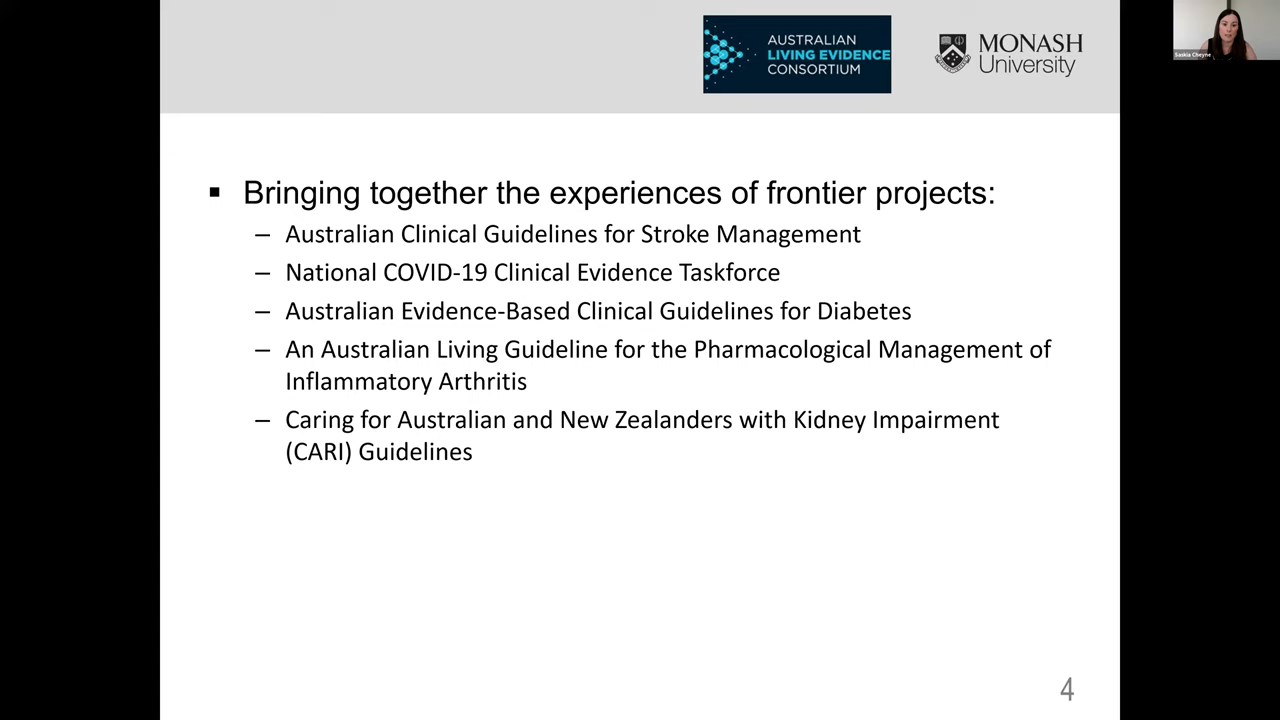 AUSTRALIAN
LIVING EVIDENCE
CONSORTIUM
MONASH
University
Saskia Cheyne
▪ Bringing together the experiences of frontier projects:
– Australian Clinical Guidelines for Stroke Management
– National COVID-19 Clinical Evidence Taskforce
– Australian Evidence-Based Clinical Guidelines for Diabetes
– An Australian Living Guideline for the Pharmacological Management of
Inflammatory Arthritis
– Caring for Australian and New Zealanders with Kidney Impairment
(CARI) Guidelines
4